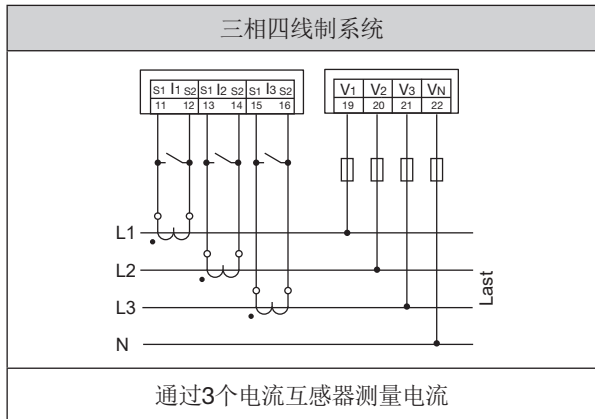 三相四线制系统
S1 I1 S2 S1 I2 S2 S1 I3 S2
11 12 13 14 15 16
V1 V2 V3 VN
19 20 21 22
L1
L2
L3
N
Last
通过3个电流互感器测量电流